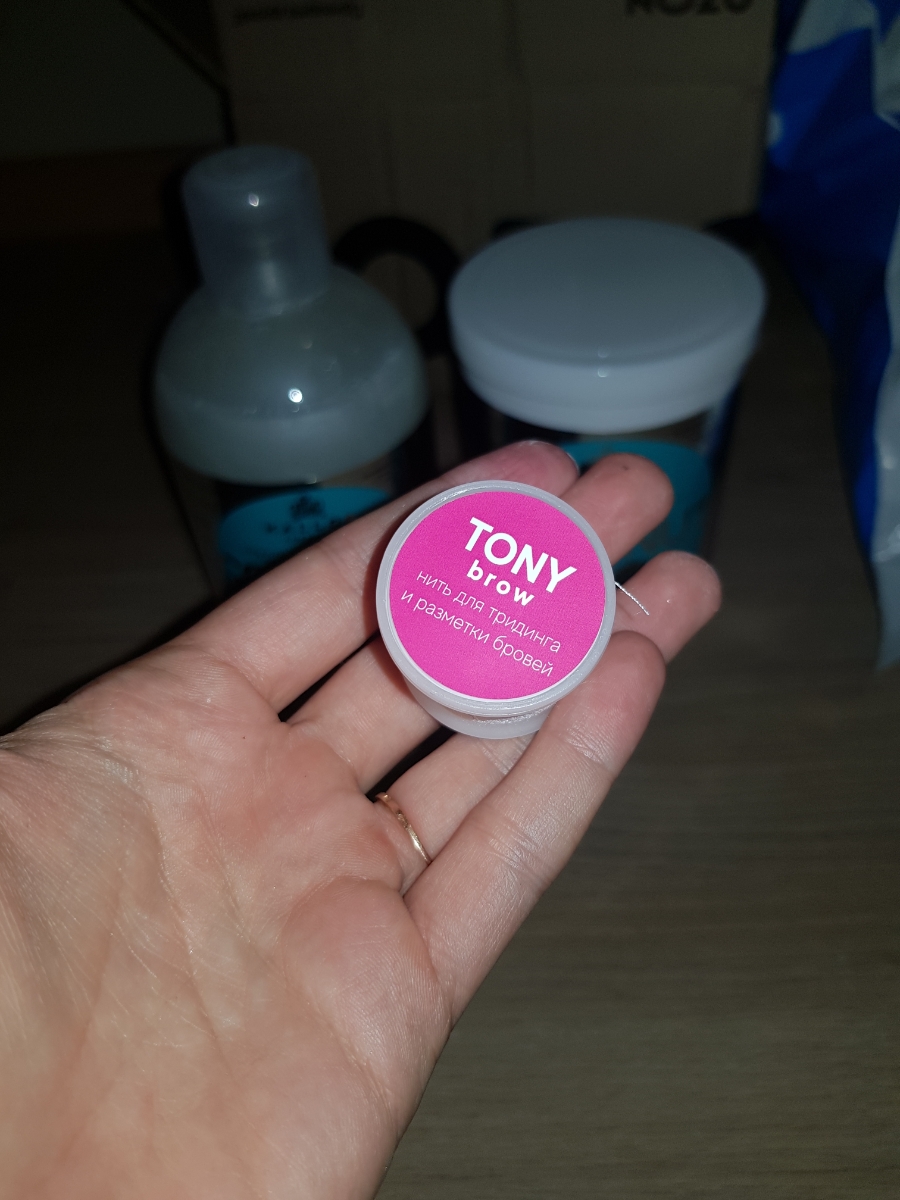 TONY
brow
нить для тридинга
и разметки бровей